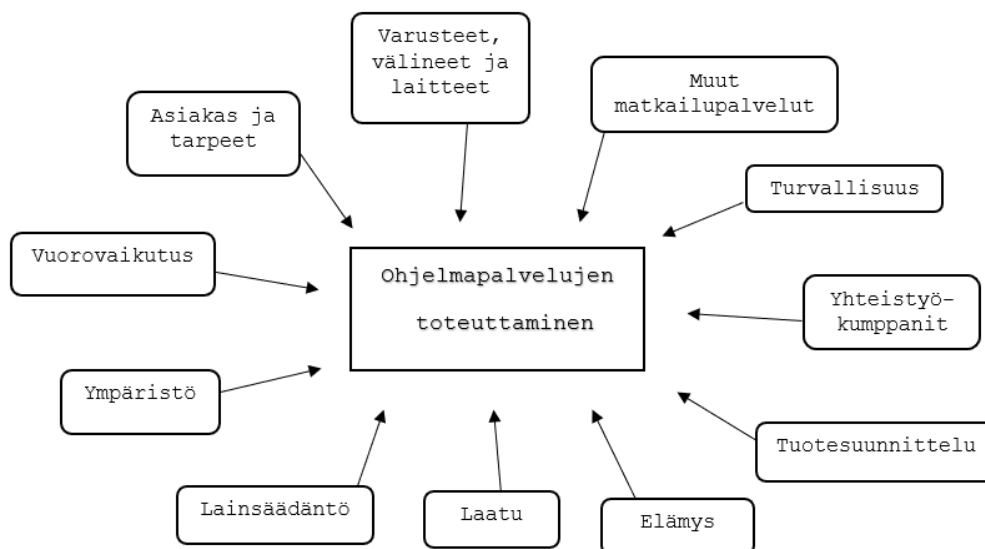 Varusteet,
välineet ja
laitteet
Muut
matkailupalvelut
Asiakas ja
tarpeet
Turvallisuus
Vuorovaikutus
Ohjelmapalvelujen
toteuttaminen
Yhteistyö-
kumppanit
Ympäristö
Tuotesuunnittelu
Lainsäädäntö
Laatu
Elämys